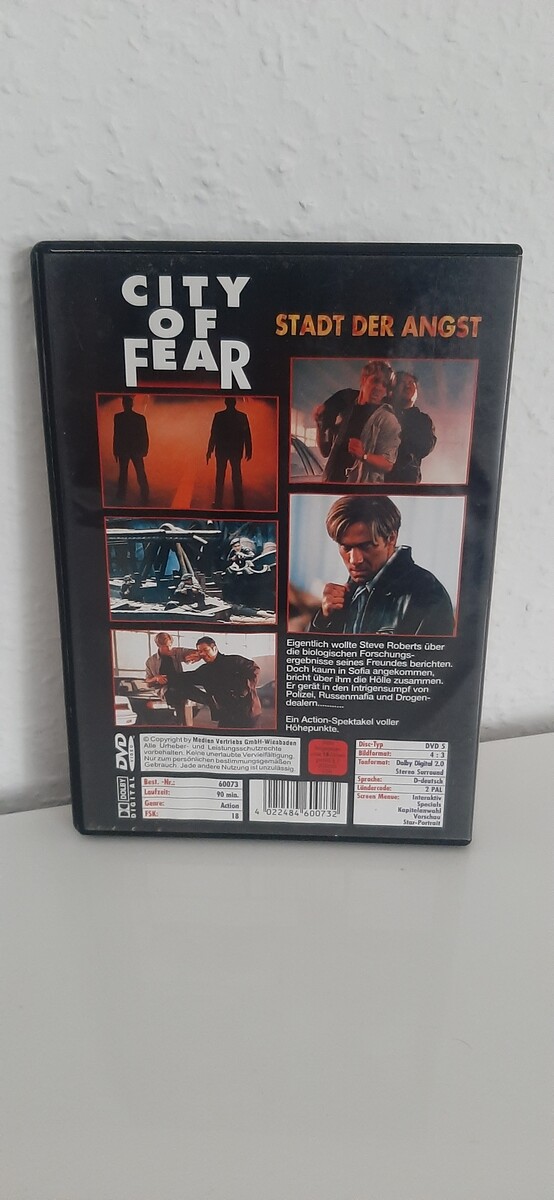 CITY
OF
FEAR
STADT DER ANGST
Eigentlich wollte Steve Roberts über
die biologischen Forschungs-
ergebnisse seines Freundes berichten.
Doch kaum in Sofia angekommen,
bricht über ihm die Hölle zusammen.
Er gerät in den Intrigensumpf von
Polizei, Russenmafia und Drogen-
dealern..........
Ein Action-Spektakel voller
Höhepunkte.
DVD
VIDEO
DOLBY
DIGITAL
© Copyright by Medien Vertriebs GmbH-Wiesbaden
Alle Urheber- und Leistungsschutzrechte
vorbehalten. Keine unerlaubte Vervielfältigung.
Nur zum persönlichen bestimmungsgemäßen
Gebrauch. Jede andere Nutzung ist unzulässig.
Best. -Nr.: 60073
Laufzeit: 90 min.
Genre: Action
FSK: 18
4 022484 600732
Disc-Typ DVD 5
Bildformat: 4 : 3
Tonformat: Dolby Digital 2.0
Stereo Surround
Sprache: D-deutsch
Ländercode: 2 PAL
Screen Menue: Interaktiv
Specials
Kapitelanwahl
Vorschau
Star-Portrait